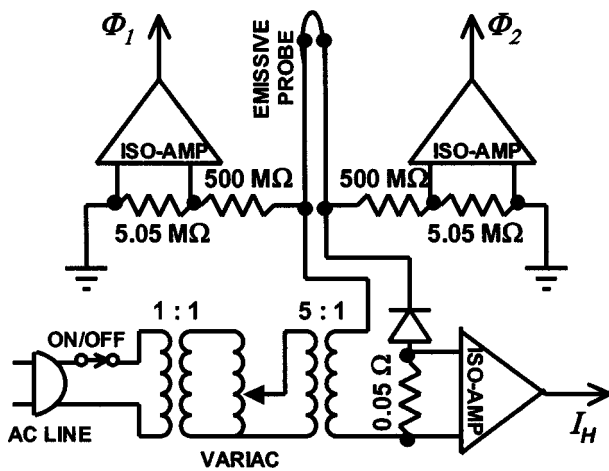 Φ1
Φ2
EMISSIVE
PROBE
ISO-AMP
ISO-AMP
500 MΩ
500 MΩ
5.05 MΩ
5.05 MΩ
1 : 1
5 : 1
ON/OFF
0.05 Ω
ISO-AMP
AC LINE
VARIAC
I_H